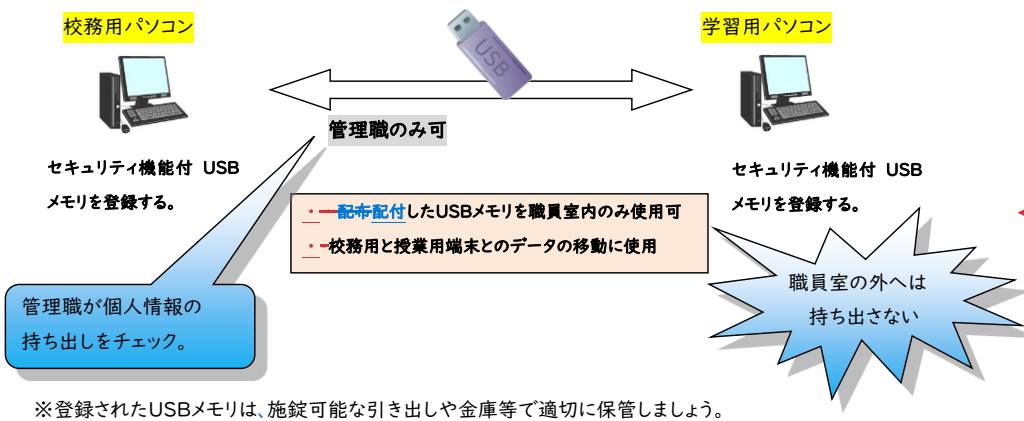 校務用パソコン
学習用パソコン
USB
管理職のみ可
セキュリティ機能付 USB
メモリを登録する。
セキュリティ機能付 USB
メモリを登録する。
・・配布配付したUSBメモリを職員室内のみ使用可
・校務用と授業用端末とのデータの移動に使用
管理職が個人情報の
持ち出しをチェック。
職員室の外へは
持ち出さない
※登録されたUSBメモリは、施錠可能な引き出しや金庫等で適切に保管しましょう。